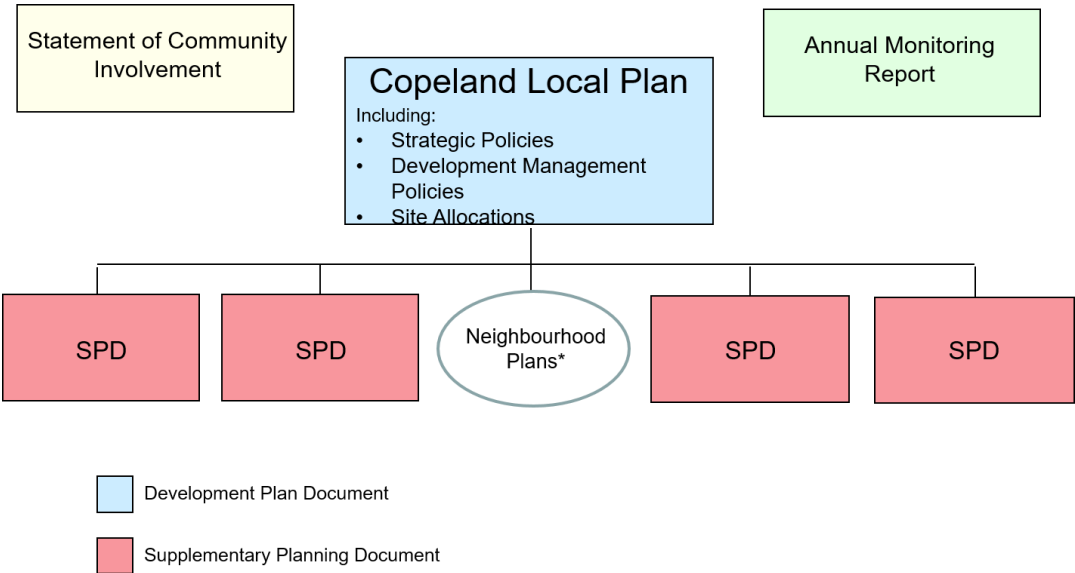 Statement of Community
Involvement
Copeland Local Plan
Including:
• Strategic Policies
• Development Management
Policies
• Site Allocations
Annual Monitoring
Report
SPD
SPD
Neighbourhood
Plans*
SPD
SPD
Development Plan Document
Supplementary Planning Document